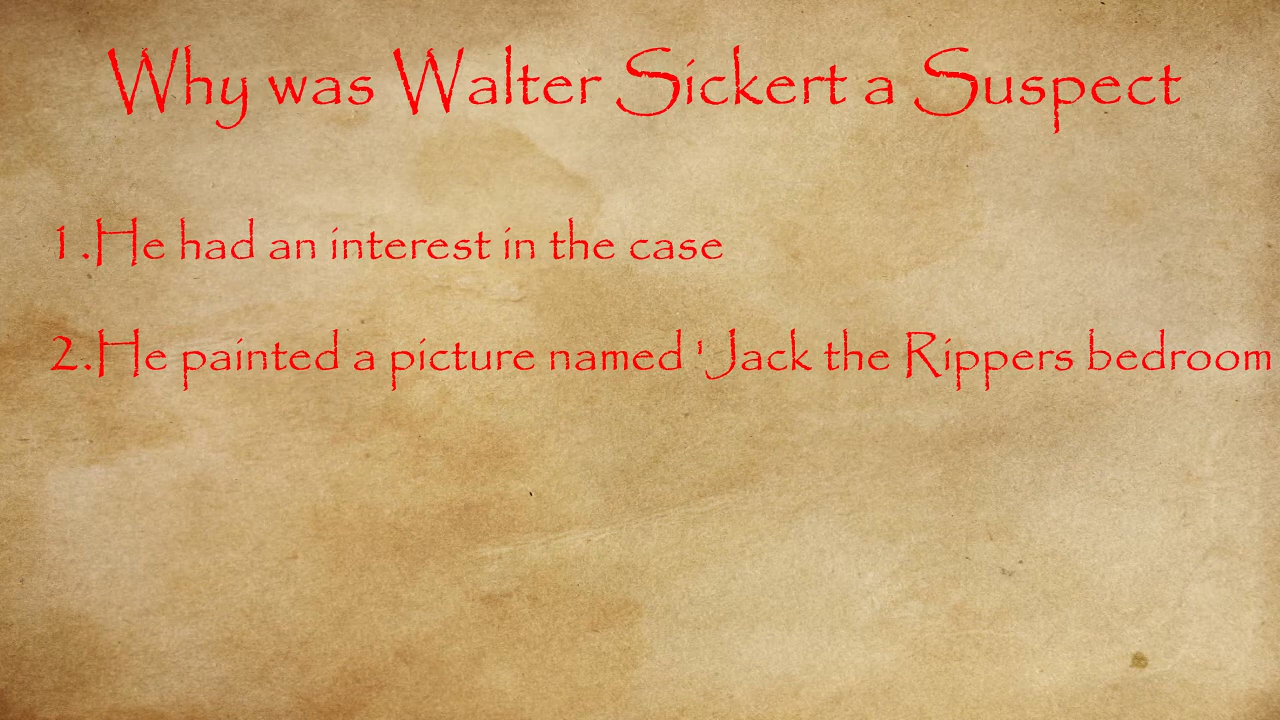 Why was Walter Sickert a Suspect
1.He had an interest in the case
2.He painted a picture named 'Jack the Rippers bedroom